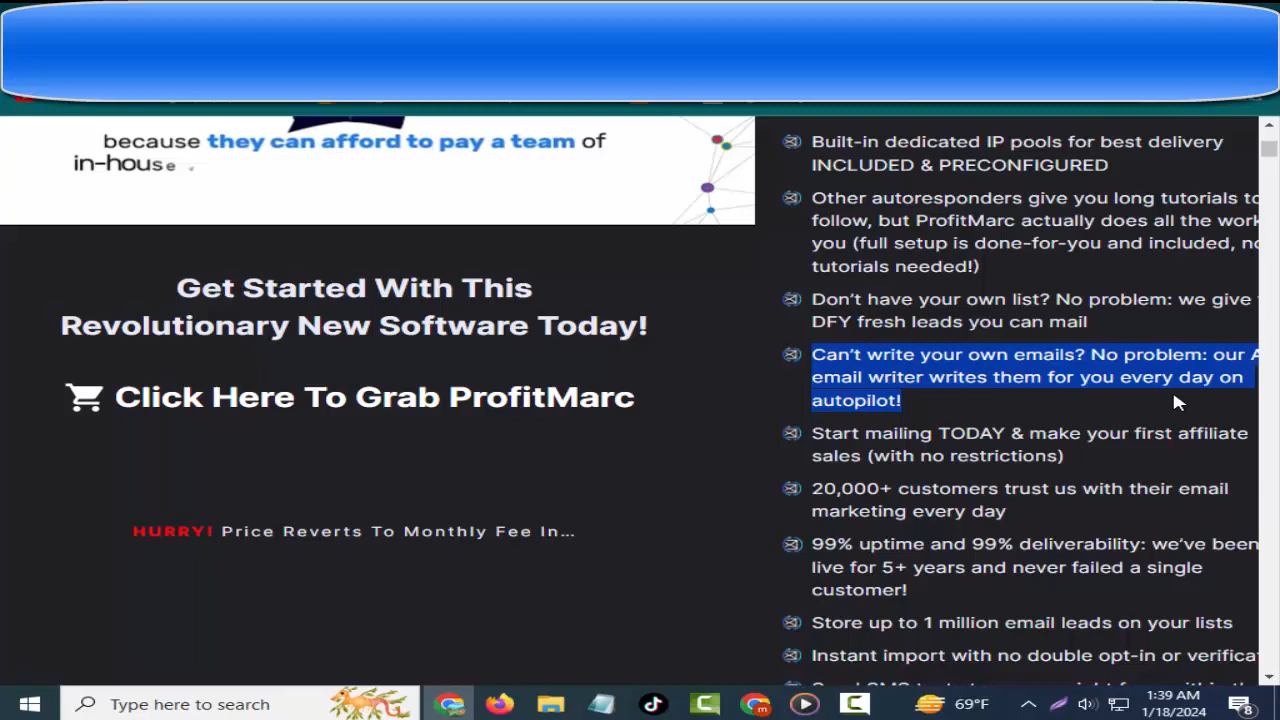 because they can afford to pay a team of
in-house
Get Started With This
Revolutionary New Software Today!
Click Here To Grab ProfitMarc
HURRY! Price Reverts To Monthly Fee In...
Built-in dedicated IP pools for best delivery
INCLUDED & PRECONFIGURED
Other autoresponders give you long tutorials to
follow, but ProfitMarc actually does all the work
you (full setup is done-for-you and included, no
tutorials needed!)
Don't have your own list? No problem: we give
DFY fresh leads you can mail
Can't write your own emails? No problem: our
email writer writes them for you every day on
autopilot!
Start mailing TODAY & make your first affiliate
sales (with no restrictions)
20,000+ customers trust us with their email
marketing every day
99% uptime and 99% deliverability: we've been
live for 5+ years and never failed a single
customer!
Store up to 1 million email leads on your lists
Instant import with no double opt-in or
Type here to search
69°F
1:39 AM
1/18/2024
8